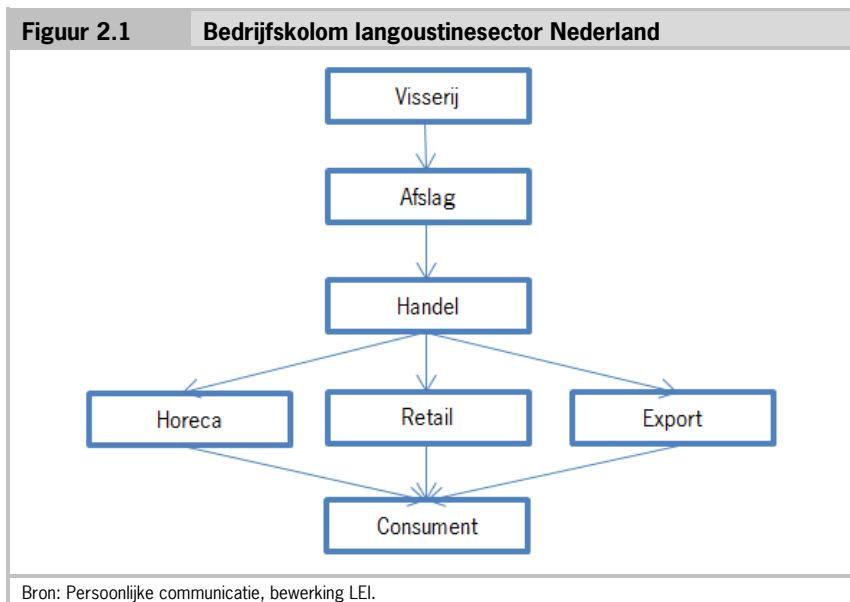 Figuur 2.1 Bedrijfskolom langoustinesector Nederland
Visserij
Afslag
Handel
Horeca Retail Export
Consument
Bron: Persoonlijke communicatie, bewerking LEI.